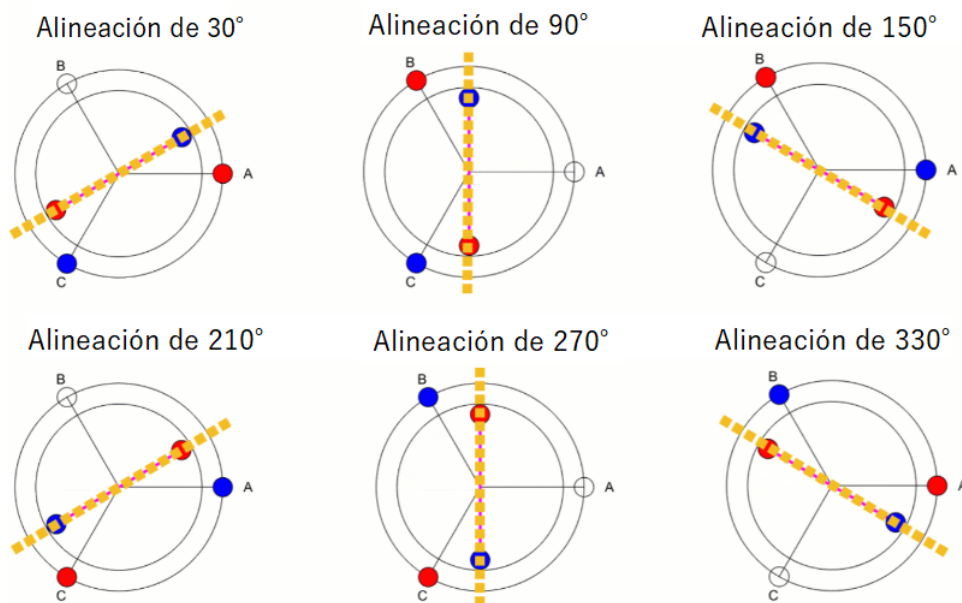 Alineación de 30°
Alineación de 90°
Alineación de 150°
B
A
C
B
A
C
B
A
C
Alineación de 210°
Alineación de 270°
Alineación de 330°
B
A
C
B
A
C
B
A
C